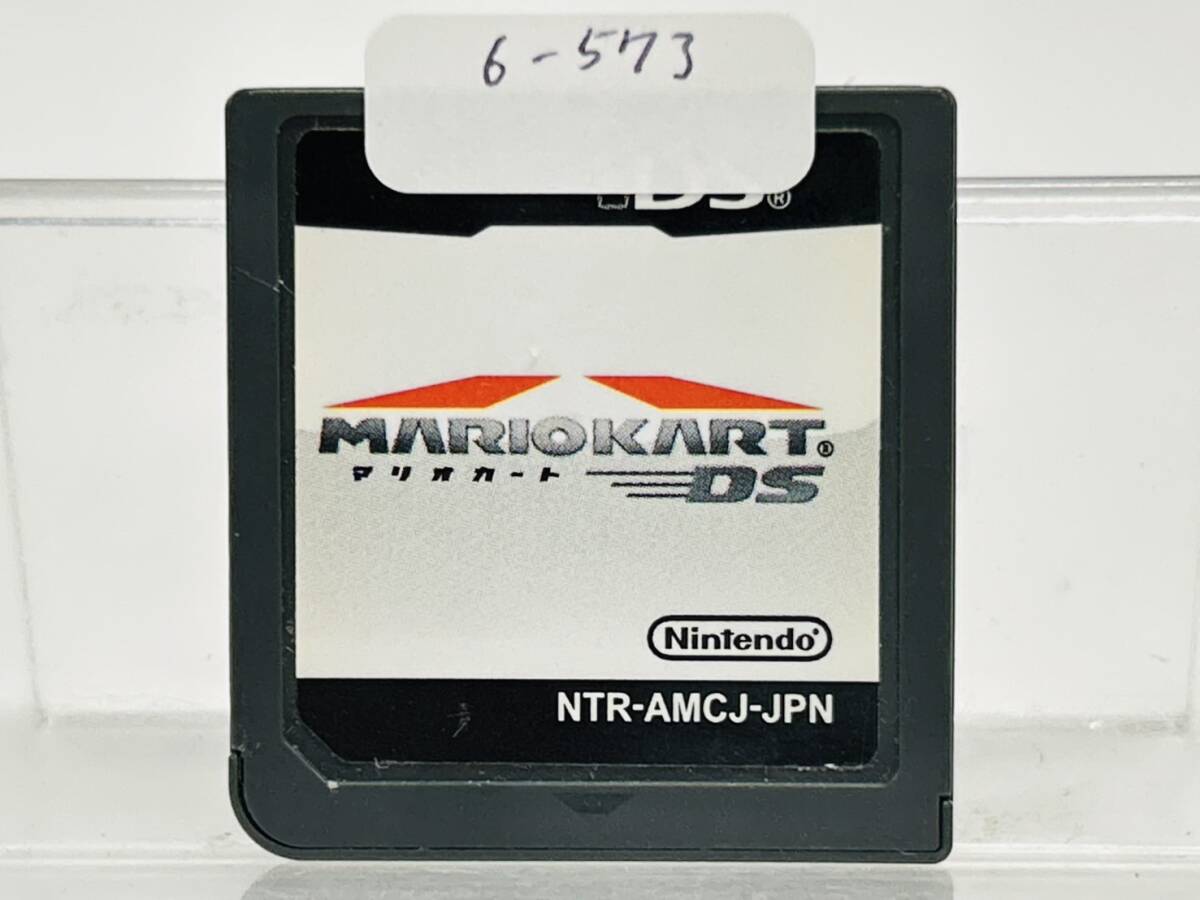 6-573
DS®
MARIOKART®
マリオカート DS
Nintendo®
NTR-AMCJ-JPN